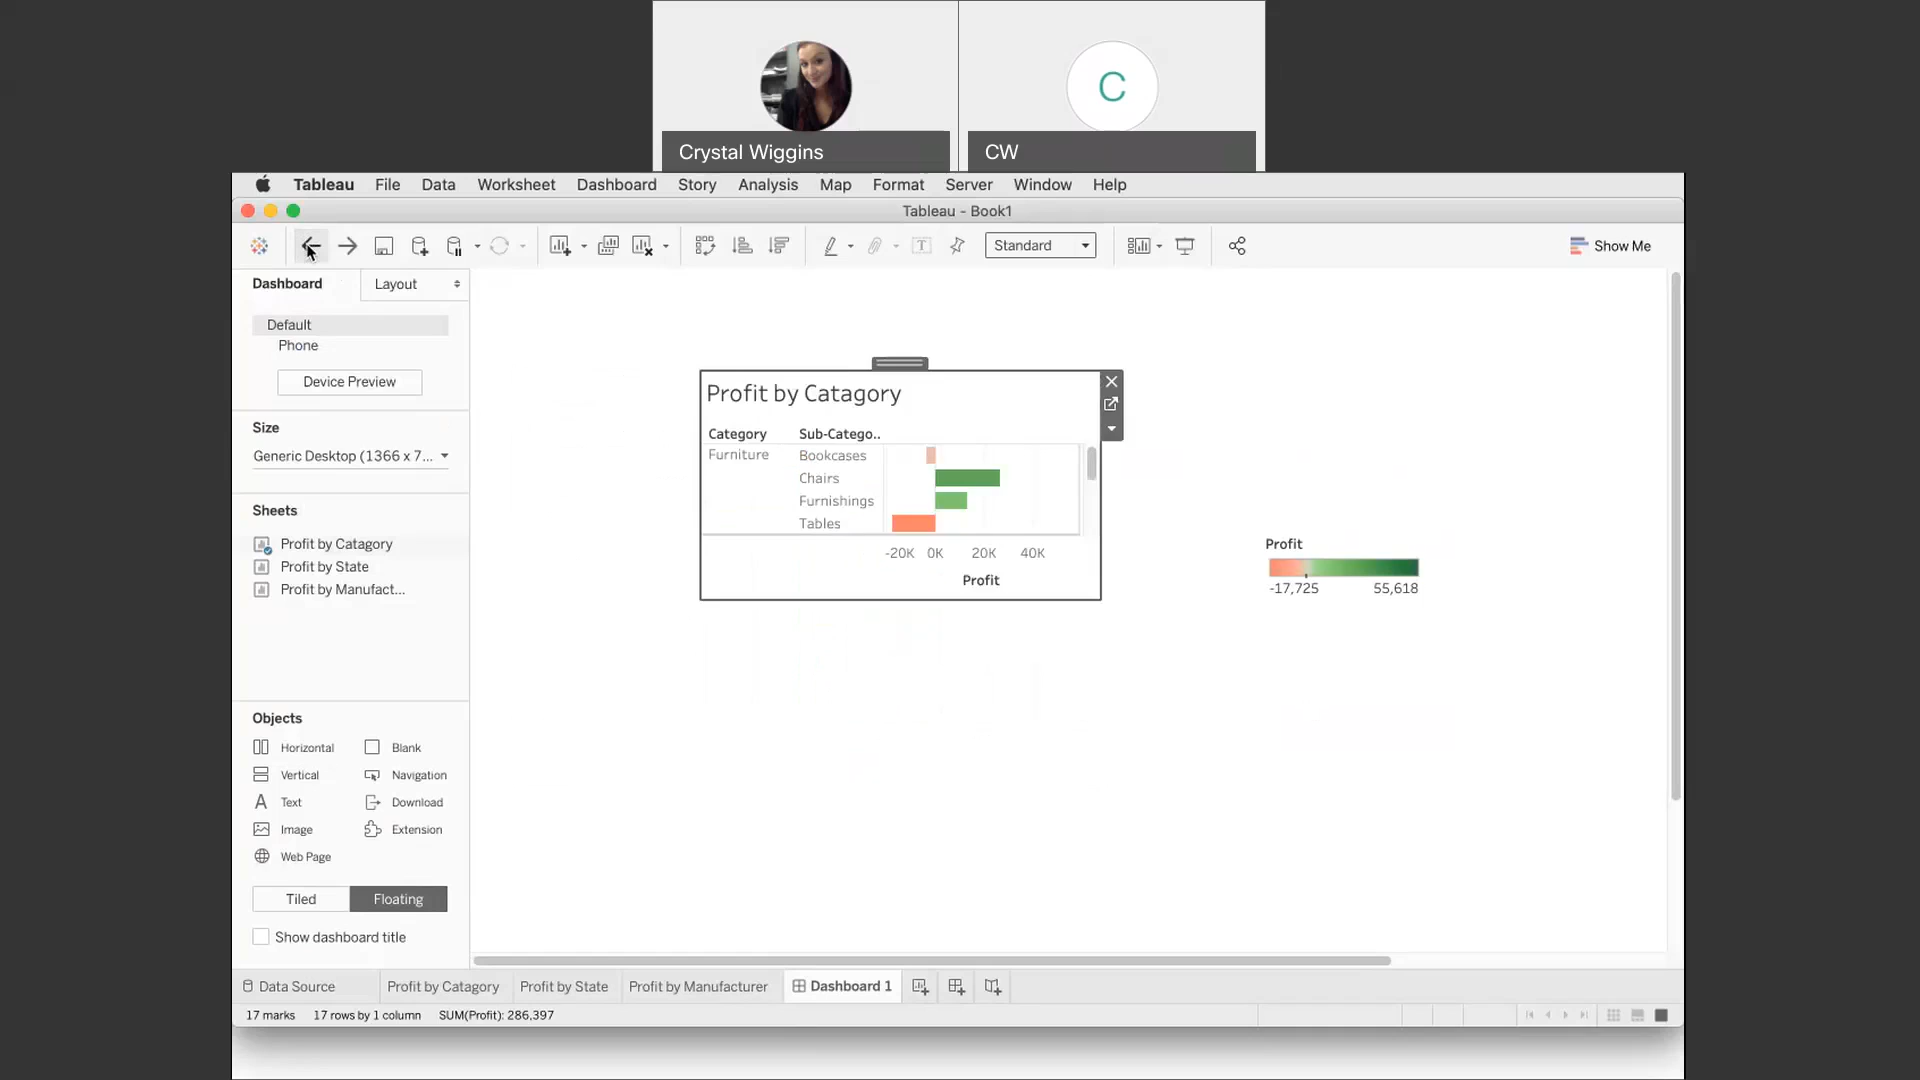 C
Crystal Wiggins
CW
Tableau File Data Worksheet Dashboard Story Analysis Map Format Server Window Help
Tableau - Book1
Standard
Show Me
Dashboard
Layout
Default
Phone
Device Preview
Size
Generic Desktop (1366 x 7...
Sheets
Profit by Catagory
Profit by State
Profit by Manufact...
Profit by Catagory
Category Sub-Catego..
Furniture Bookcases
Chairs
Furnishings
Tables
-20K 0K 20K 40K
Profit
Profit
-17,725 55,618
Objects
Horizontal Blank
Vertical Navigation
A Text Download
Image Extension
Web Page
Tiled Floating
Show dashboard title
Data Source Profit by Catagory Profit by State Profit by Manufacturer Dashboard 1
17 marks 17 rows by 1 column SUM(Profit): 286,397